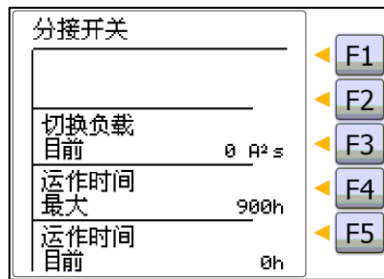 分接开关
F1
F2
切换负载
目前 0 A²s
F3
运作时间
最大 900h
F4
运作时间
目前 0h
F5